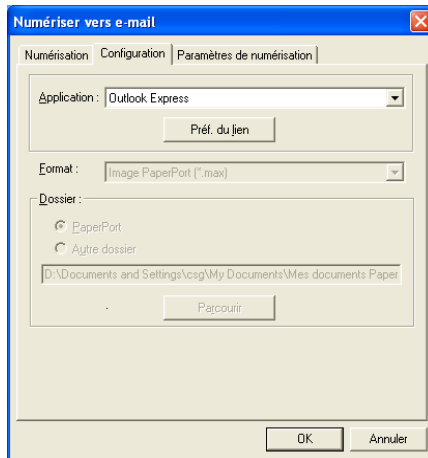 Numériser vers e-mail
Numérisation Configuration Paramètres de numérisation
Application : Outlook Express
Préf. du lien
Format : Image PaperPort (*.max)
Dossier :
PaperPort
Autre dossier
D:\Documents and Settings\csg\My Documents\Mes documents Paper
Parcourir
OK Annuler